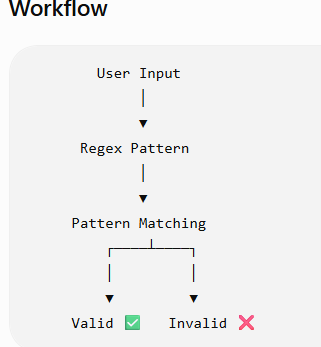 Workflow
User Input
Regex Pattern
Pattern Matching
Valid ✅ Invalid ❌